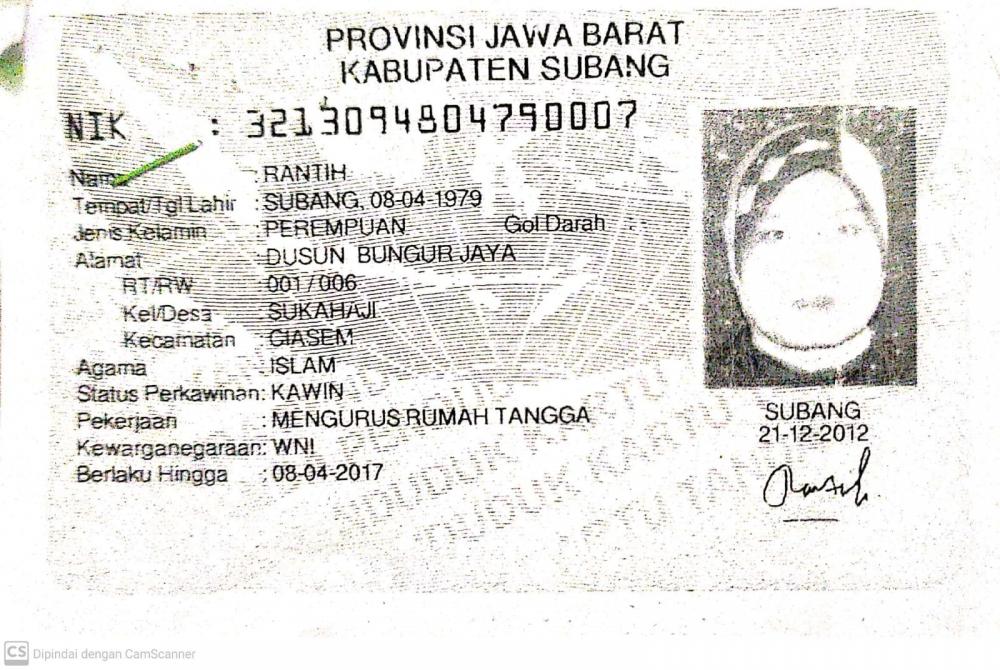 PROVINSI JAWA BARAT
KABUPATEN SUBANG
NIK : 3213094804790007
Nama : RANTIH
Tempat/Tgl Lahir : SUBANG, 08-04-1979
Jenis Kelamin : PEREMPUAN Gol Darah :
Alamat : DUSUN BUNGUR JAYA
RT/RW : 001 / 006
Kel/Desa : SUKAHAJI
Kecamatan : CIASEM
Agama : ISLAM
Status Perkawinan: KAWIN
Pekerjaan : MENGURUS RUMAH TANGGA
Kewarganegaraan: WNI
Berlaku Hingga : 08-04-2017
SUBANG
21-12-2012
CS Dipindai dengan CamScanner